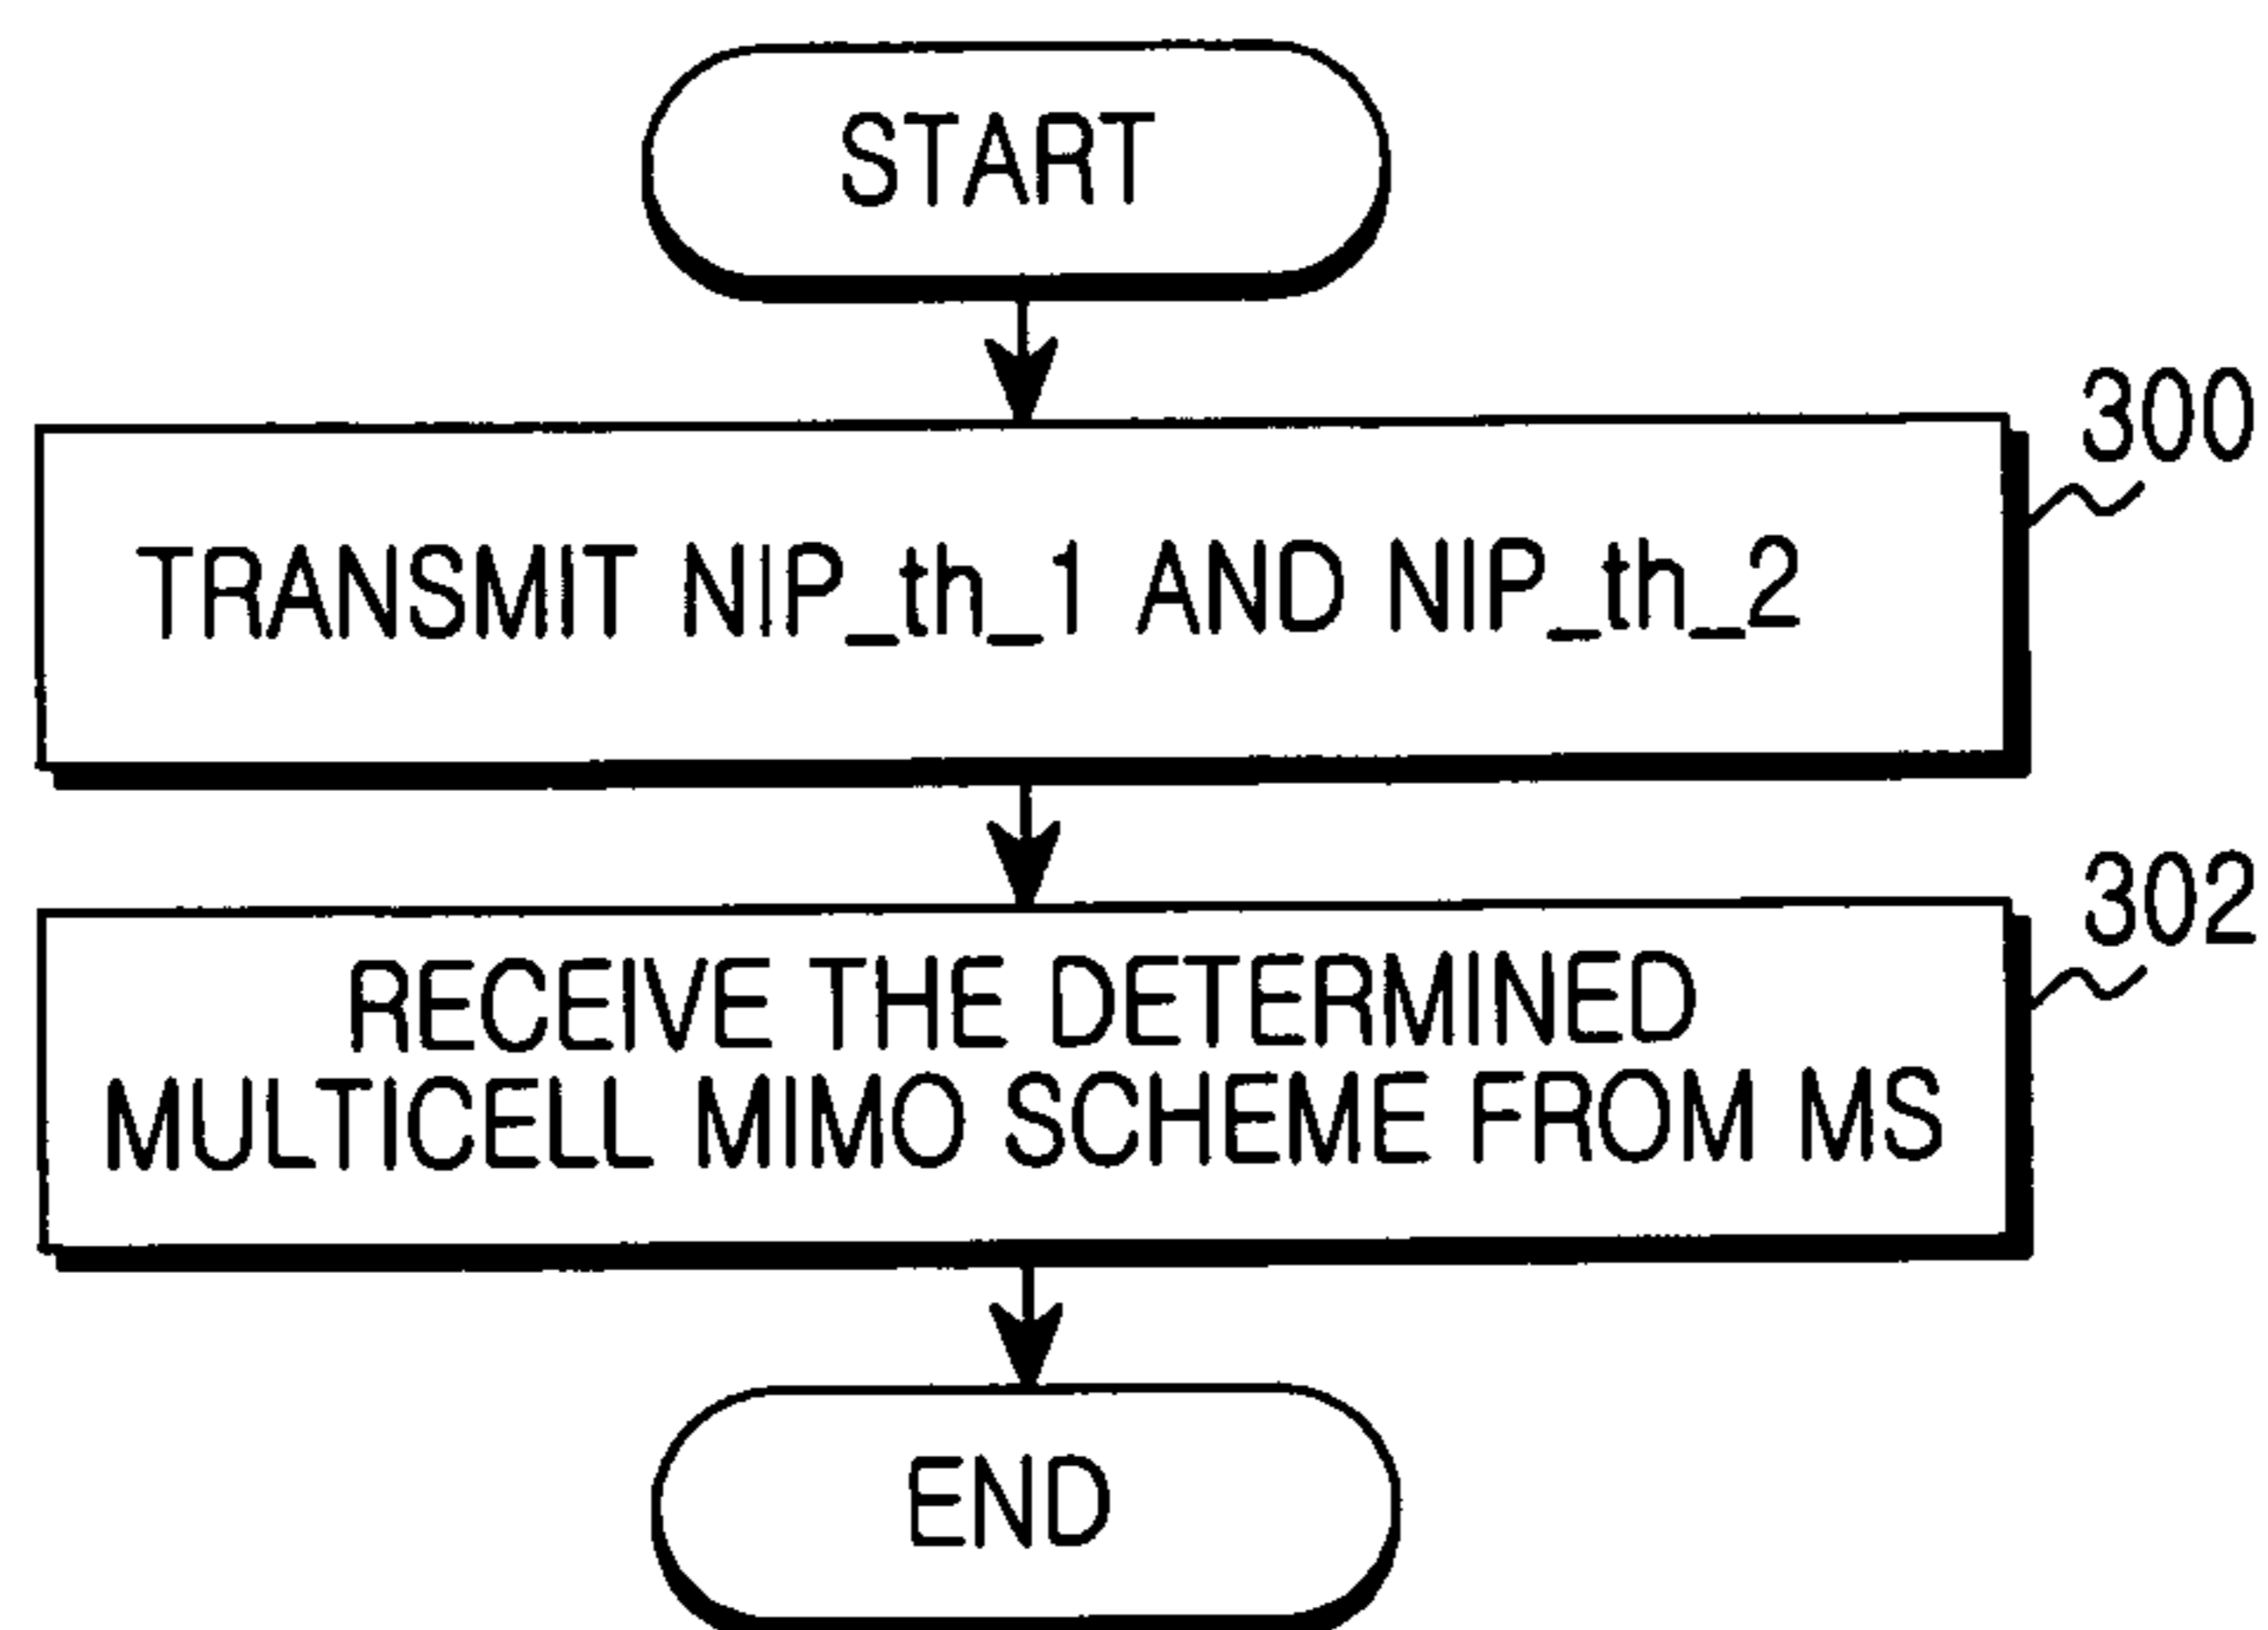 START
300
TRANSMIT NIP_th_1 AND NIP_th_2
302
RECEIVE THE DETERMINED
MULTICELL MIMO SCHEME FROM MS
END